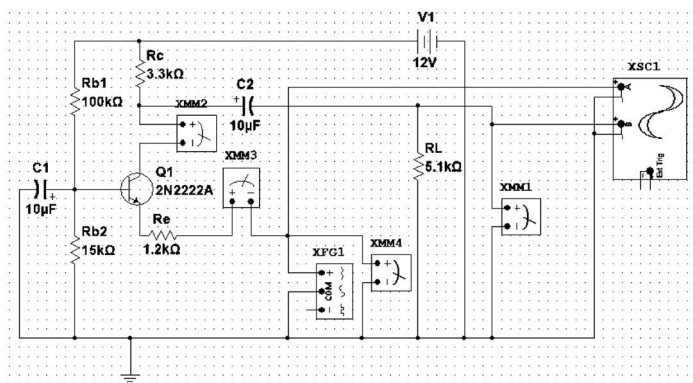 V1
12V
Rc
3.3kΩ
Rb1
100kΩ
C2
+
10µF
XMM2
+
-
XSC1
+
A
+
B
Ext Trig
C1
+
10µF
Q1
2N2222A
XMM3
+ -
RL
5.1kΩ
Re
1.2kΩ
Rb2
15kΩ
XMM1
+
-
XFG1
+
COM
-
XMM4
+
-